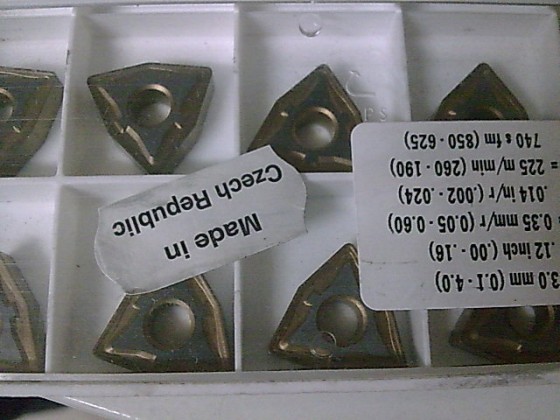 Made in
Czech Republic
3.0 mm (0.1 - 4.0)
.12 inch (.00 - .16)
0.35 mm/r (0.05 - 0.60)
.014 in/r (.002 - .024)
= 225 m/min (260 - 190)
740 s fm (850 - 625)